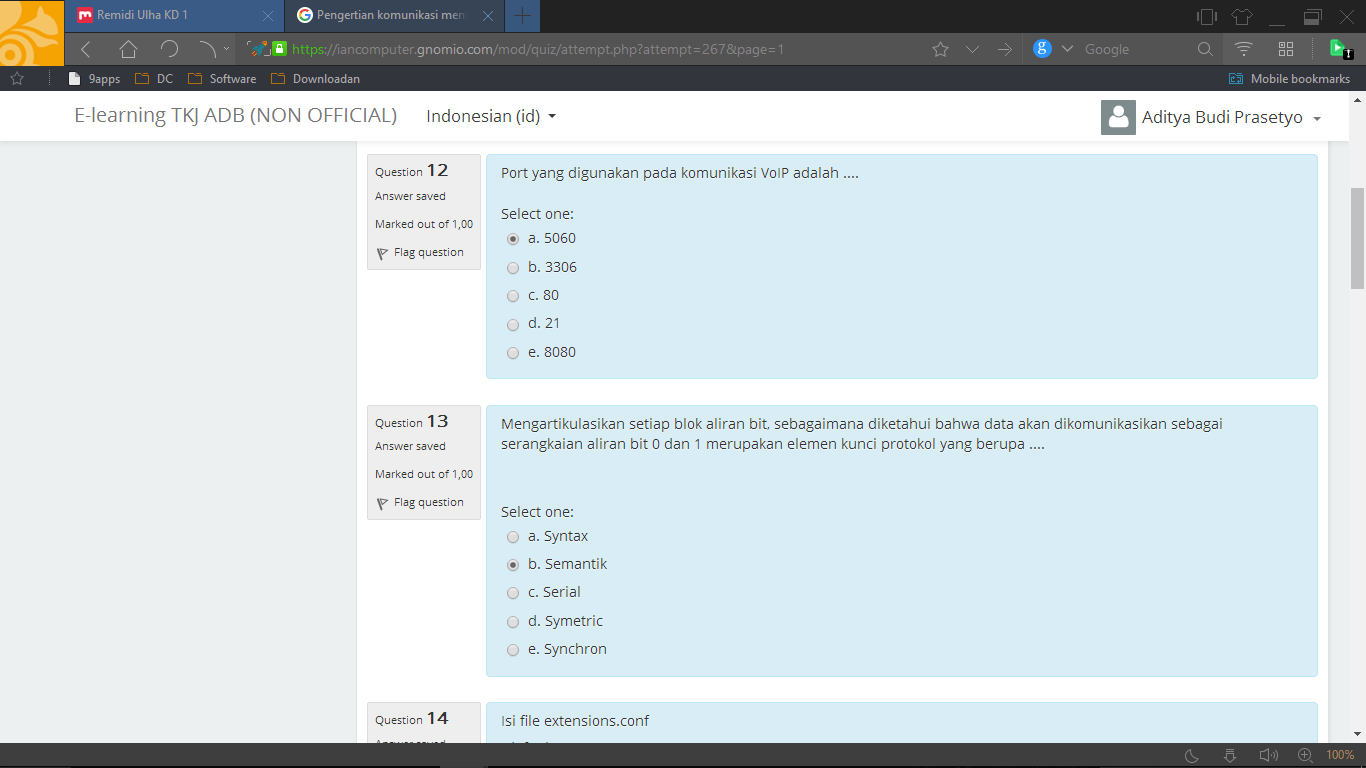 Remidi Ulha KD 1
Pengertian komunikasi men
https://iancomputer.gnomio.com/mod/quiz/attempt.php?attempt=267&page=1
g
Google
9apps
DC
Software
Downloadan
Mobile bookmarks
E-learning TKJ ADB (NON OFFICIAL)
Indonesian (id)
Aditya Budi Prasetyo
Question 12
Answer saved
Marked out of 1,00
Flag question
Port yang digunakan pada komunikasi VoIP adalah ....
Select one:
a. 5060
b. 3306
c. 80
d. 21
e. 8080
Question 13
Answer saved
Marked out of 1,00
Flag question
Mengartikulasikan setiap blok aliran bit, sebagaimana diketahui bahwa data akan dikomunikasikan sebagai
serangkaian aliran bit 0 dan 1 merupakan elemen kunci protokol yang berupa ....
Select one:
a. Syntax
b. Semantik
c. Serial
d. Symetric
e. Synchron
Question 14
Isi file extensions.conf
100%